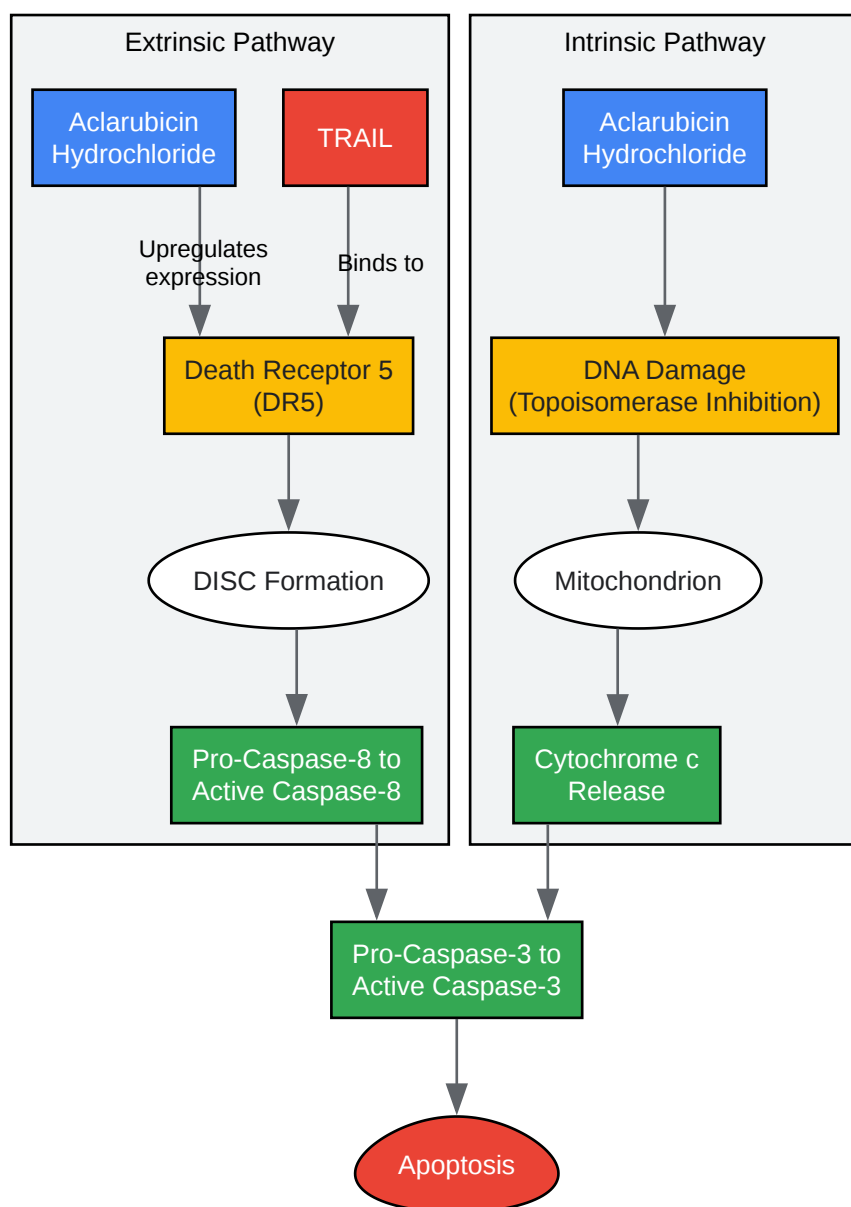 Extrinsic Pathway
Aclarubicin
Hydrochloride
TRAIL
Upregulates
expression
Binds to
Death Receptor 5
(DR5)
DISC Formation
Pro-Caspase-8 to
Active Caspase-8
Intrinsic Pathway
Aclarubicin
Hydrochloride
DNA Damage
(Topoisomerase Inhibition)
Mitochondrion
Cytochrome c
Release
Pro-Caspase-3 to
Active Caspase-3
Apoptosis